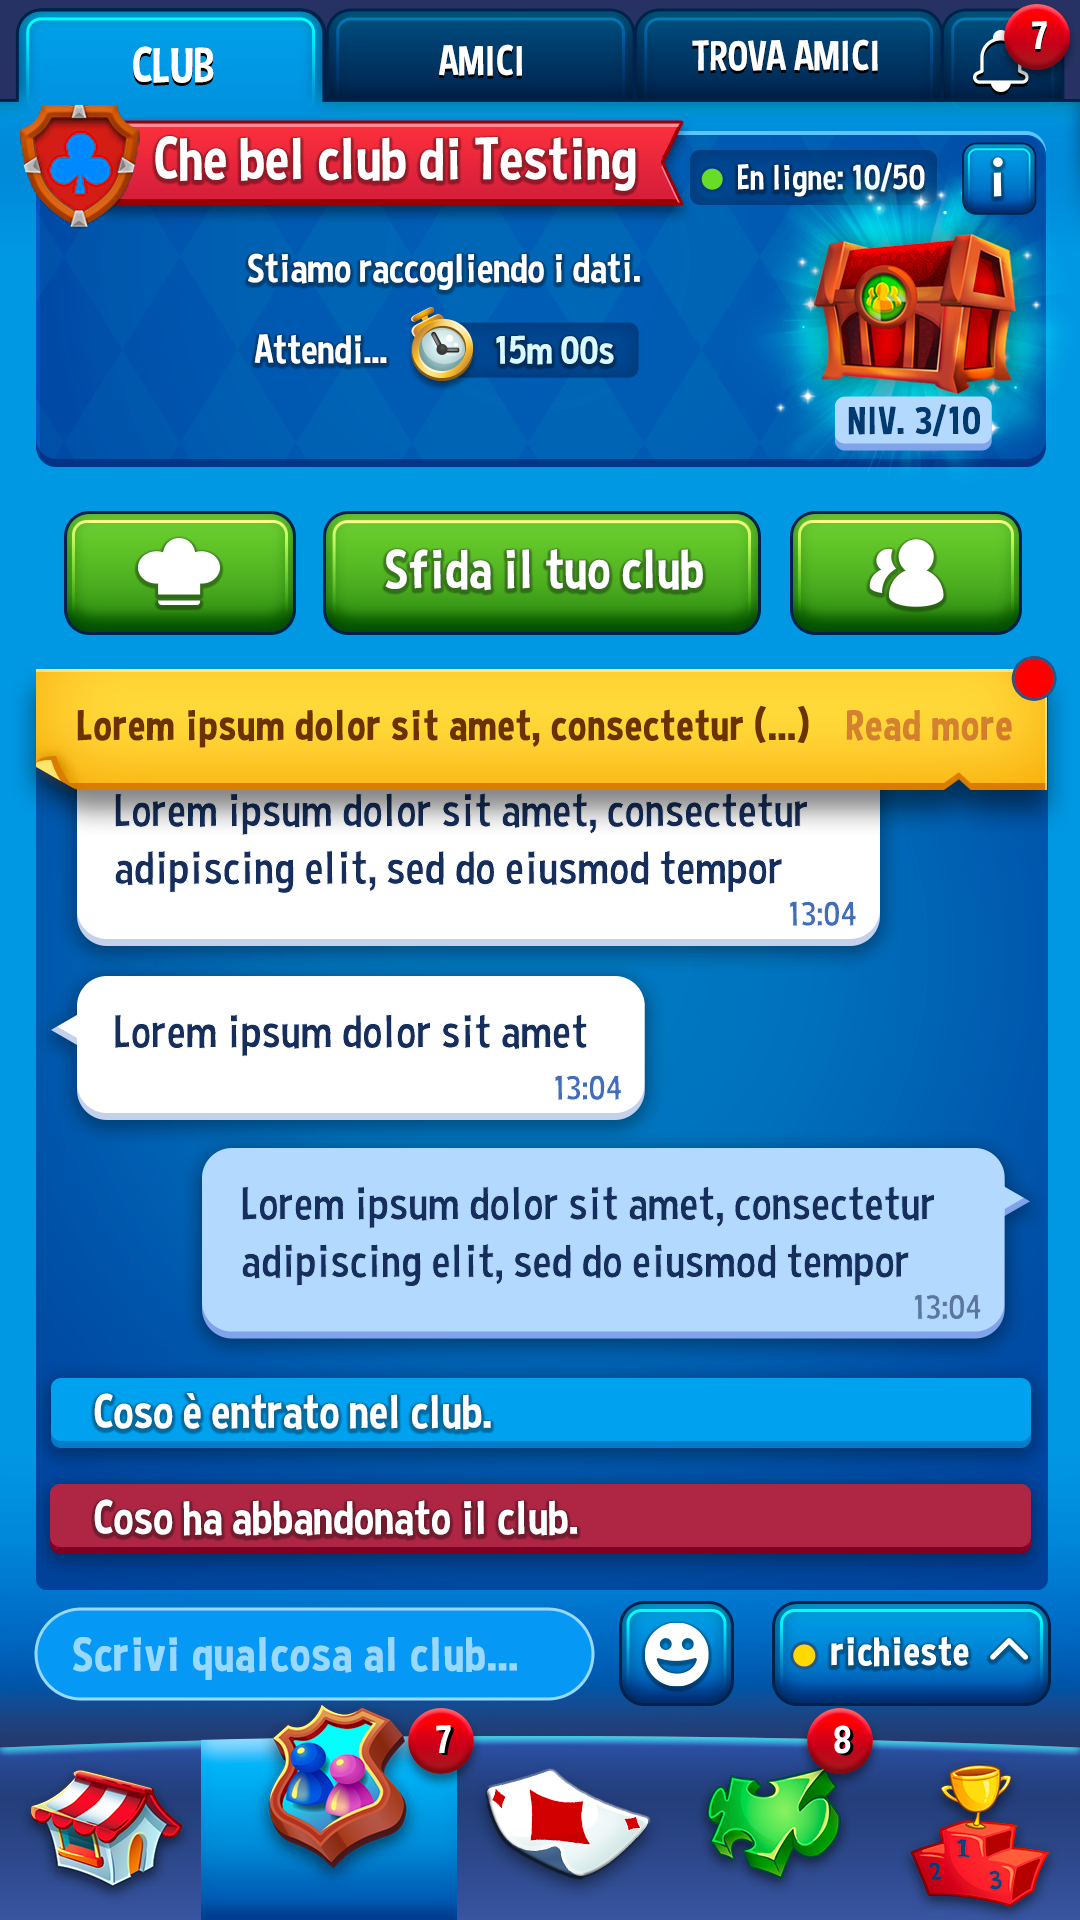 CLUB
AMICI
TROVA AMICI
7
Che bel club di Testing
En ligne: 10/50
i
Stiamo raccogliendo i dati.
Attendi...
15m 00s
NIV. 3/10
Sfida il tuo club
Lorem ipsum dolor sit amet, consectetur (...)
Read more
Lorem ipsum dolor sit amet, consectetur
adipiscing elit, sed do eiusmod tempor
13:04
Lorem ipsum dolor sit amet
13:04
Lorem ipsum dolor sit amet, consectetur
adipiscing elit, sed do eiusmod tempor
13:04
Coso è entrato nel club.
Coso ha abbandonato il club.
Scrivi qualcosa al club...
richieste
7
8
1
2
3